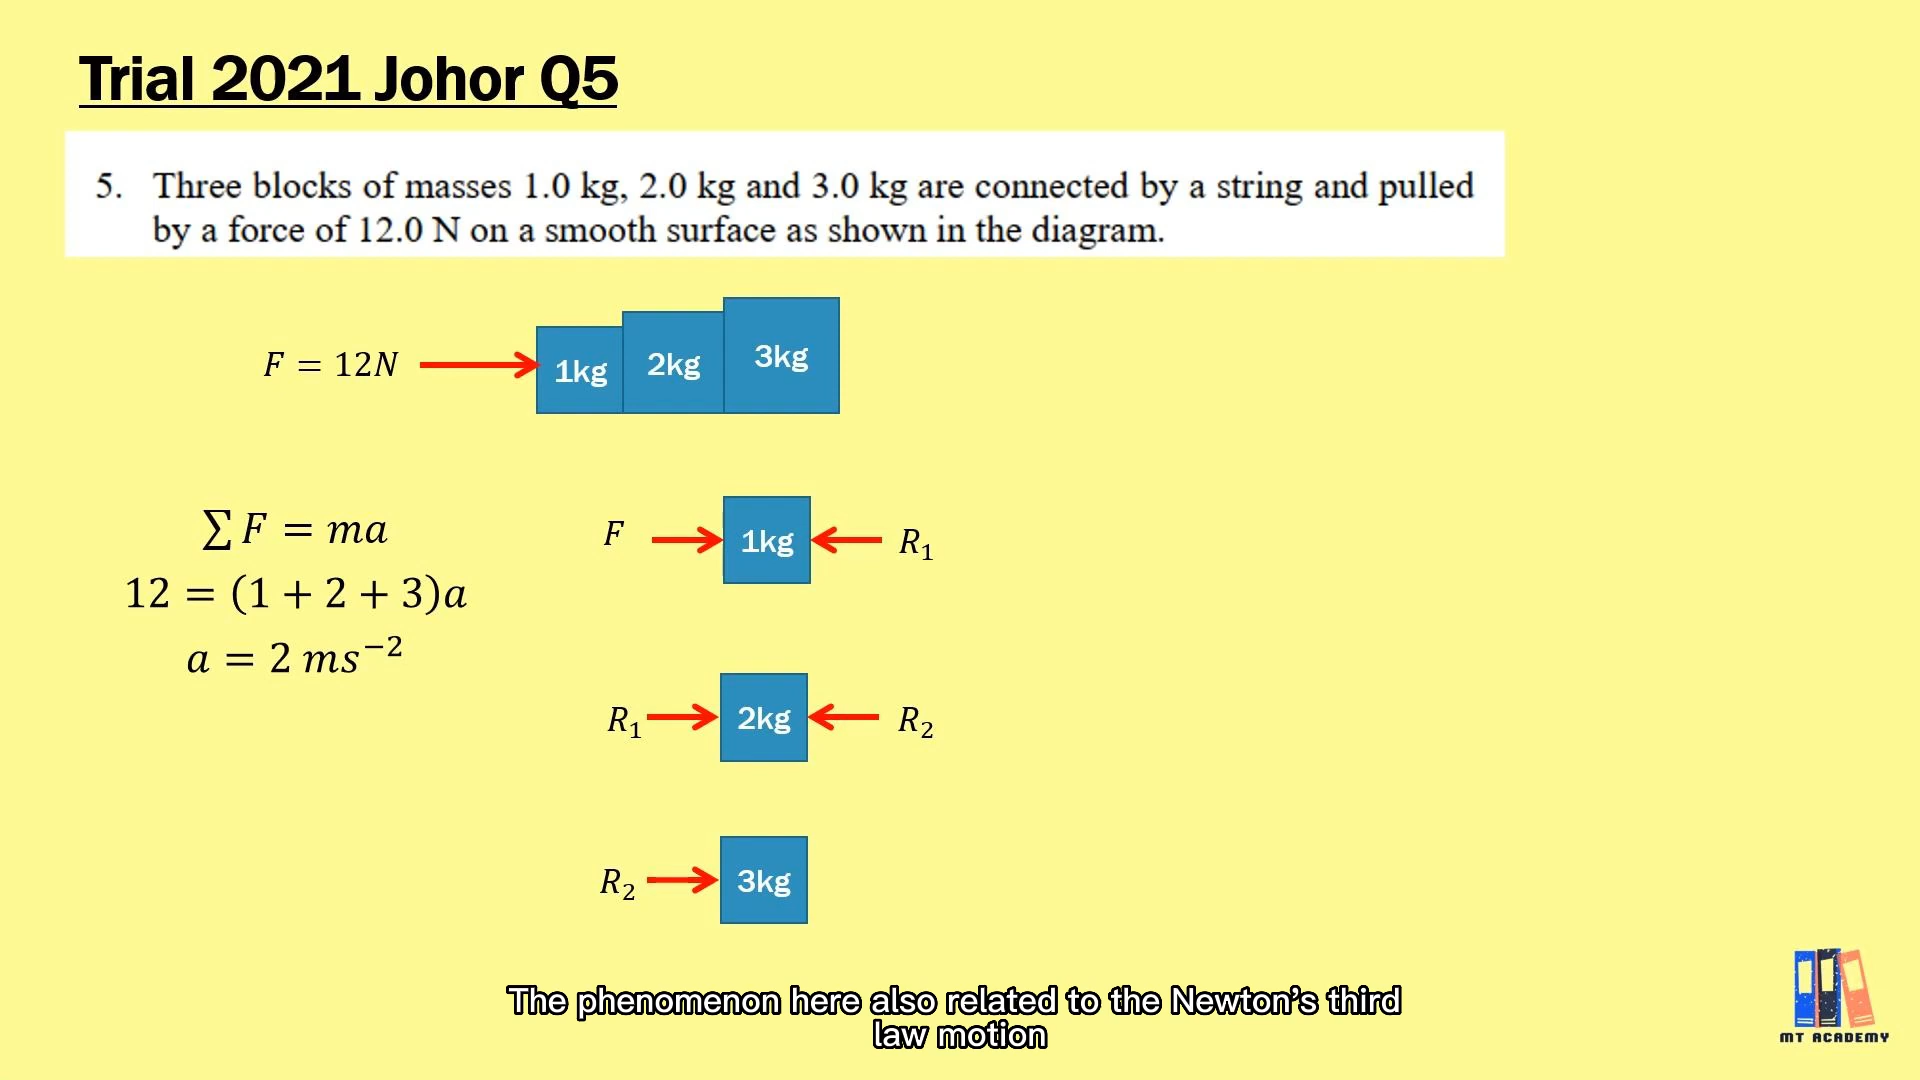 Trial 2021 Johor Q5
5. Three blocks of masses 1.0 kg, 2.0 kg and 3.0 kg are connected by a string and pulled
by a force of 12.0 N on a smooth surface as shown in the diagram.
F = 12N
1kg
2kg
3kg
∑ F = ma
12 = (1 + 2 + 3)a
a = 2 ms⁻²
F
1kg
R₁
R₁
2kg
R₂
R₂
3kg
The phenomenon here also related to the Newton's third
law motion
MT ACADEMY